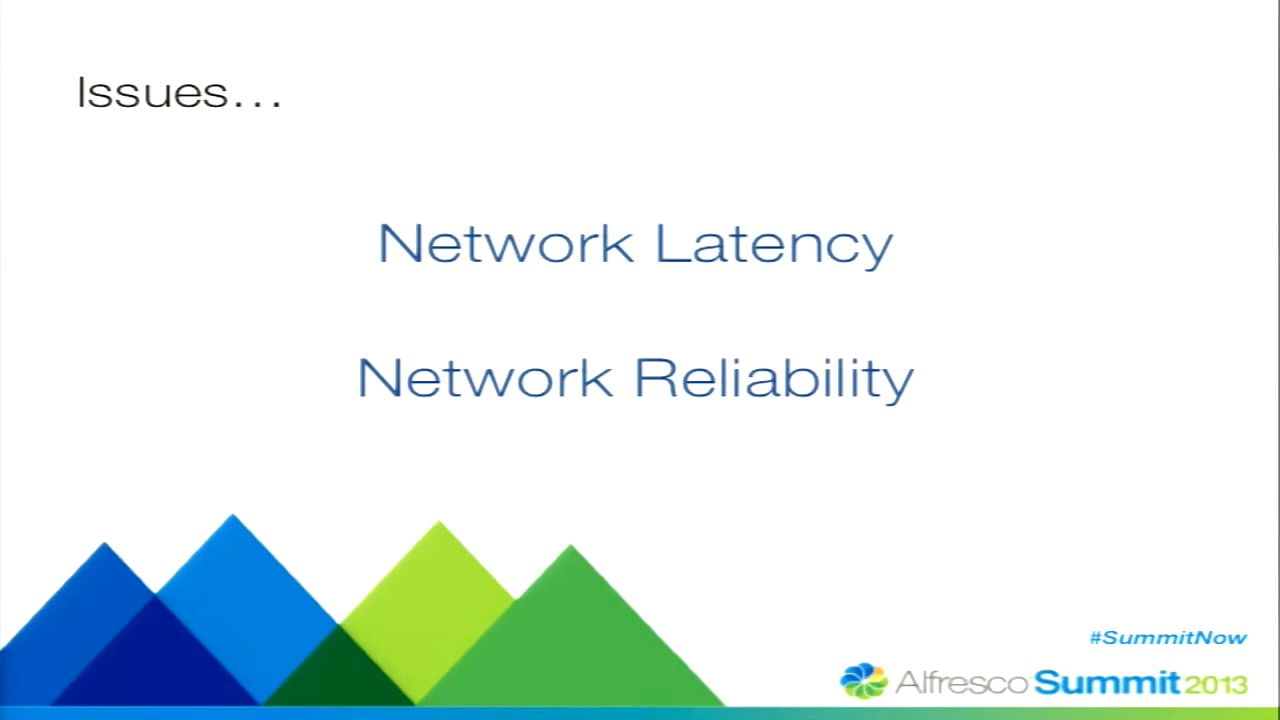 Issues...
Network Latency
Network Reliability
#SummitNow
Alfresco Summit 2013